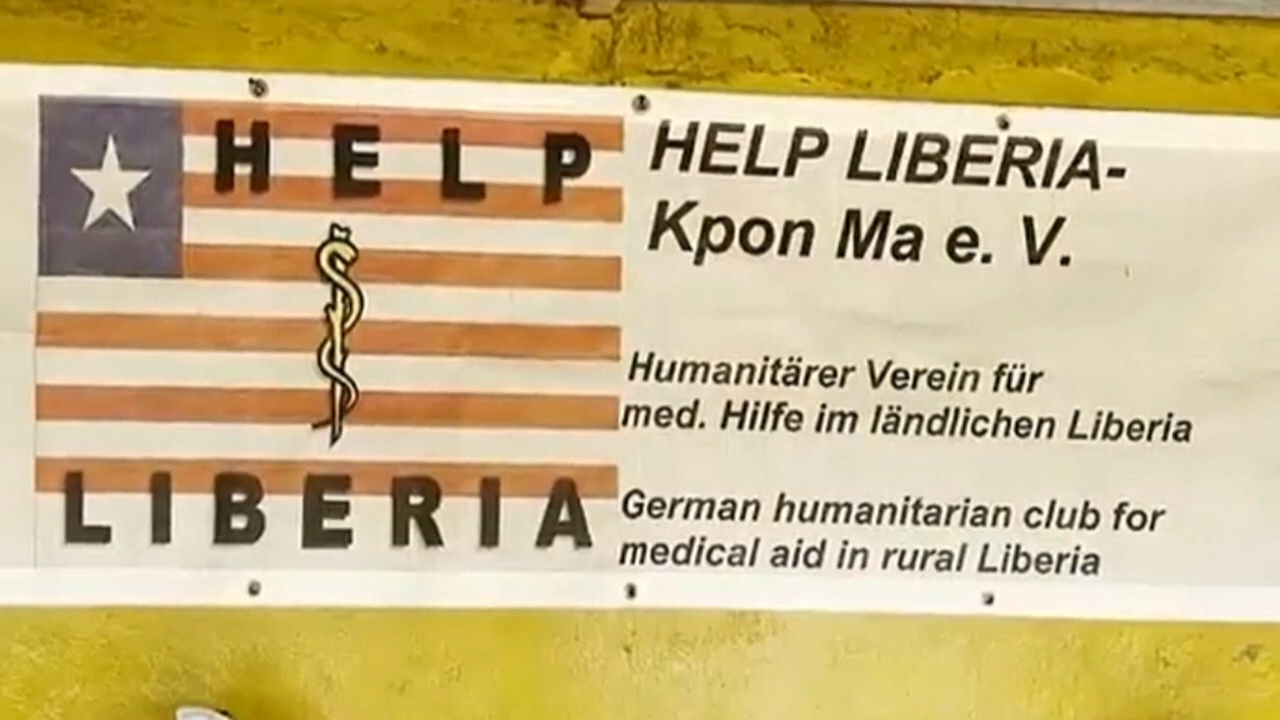 HELP
LIBERIA
HELP LIBERIA-
Kpon Ma e. V.
Humanitärer Verein für
med. Hilfe im ländlichen Liberia
German humanitarian club for
medical aid in rural Liberia